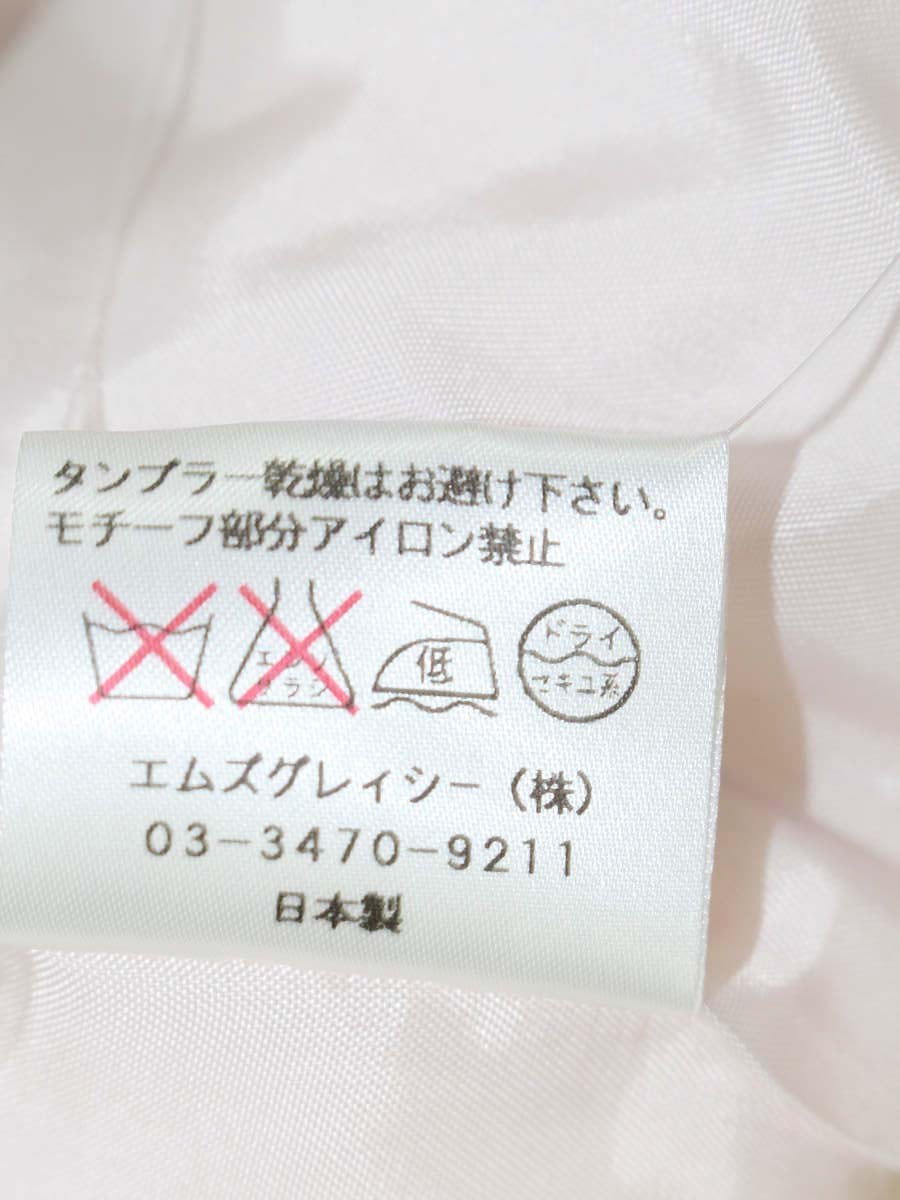 タンブラー乾燥はお避け下さい。
モチーフ部分アイロン禁止
エンソ
サラシ
低
ドライ
セキユ系
エムズグレイシー（株）
03-3470-9211
日本製